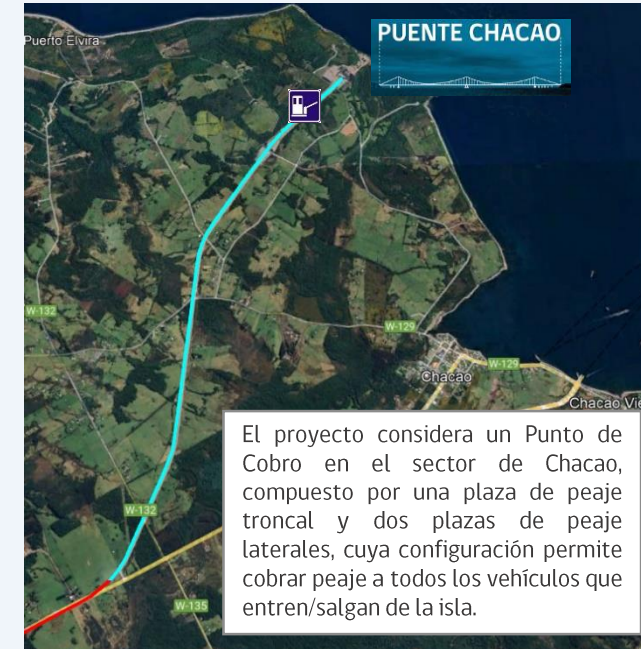 Puerto Elvira
PUENTE CHACAO
W-132
W-129
W-129
Chacao
Chacao Vie
El proyecto considera un Punto de
Cobro en el sector de Chacao,
compuesto por una plaza de peaje
troncal y dos plazas de peaje
laterales, cuya configuración permite
cobrar peaje a todos los vehículos que
entren/salgan de la isla.
W-132
W-135